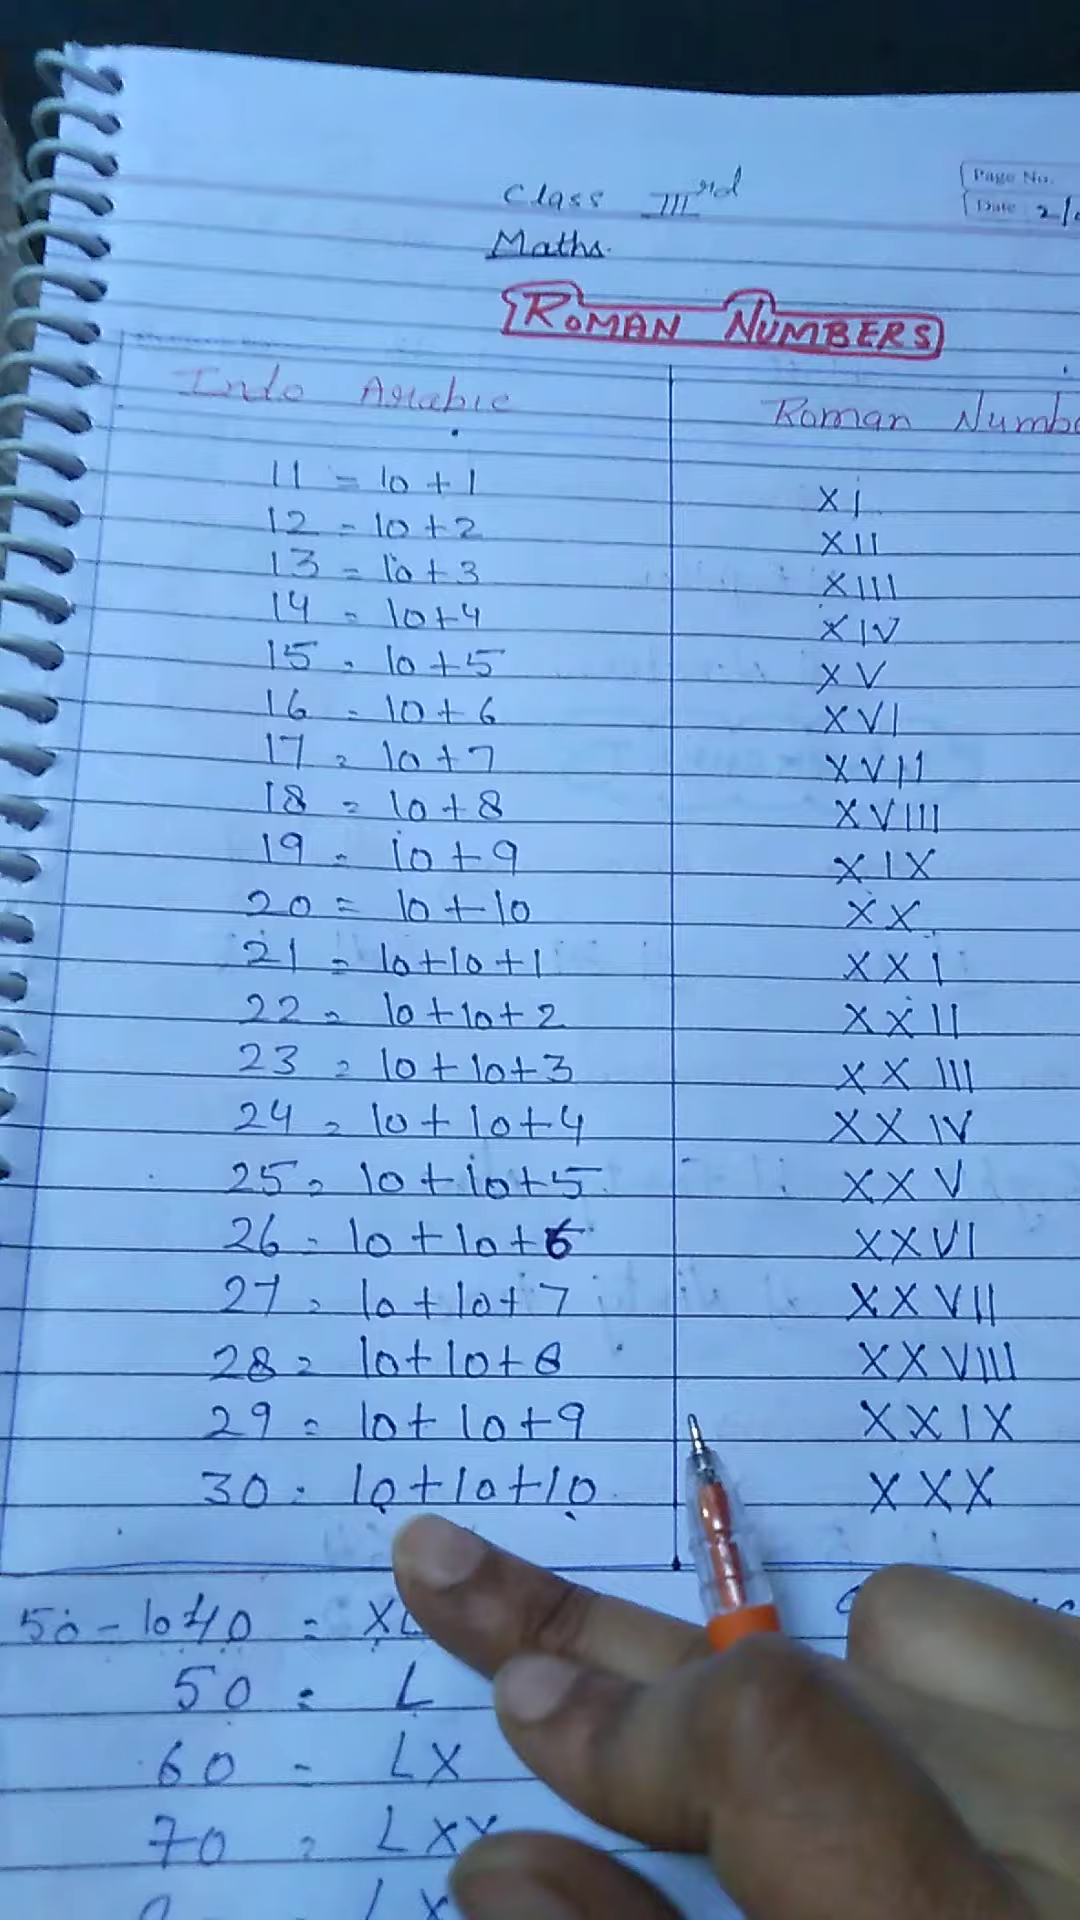 Class IIIrd
Page No.
Date 2/
Maths.
ROMAN NUMBERS
Indo Arabic Roman
11 = 10+1 XI
12 = 10+2 XII
13 = 10+3 XIII
14 = 10+4 XIV
15 = 10+5 XV
16 = 10+6 XVI
17 = 10+7 XVII
18 = 10+8 XVIII
19 = 10+9 XIX
20 = 10+10 XX
21 = 10+10+1 XXI
22 = 10+10+2 XXII
23 = 10+10+3 XXIII
24 = 10+10+4 XXIV
25 = 10+10+5 XXV
26 = 10+10+6 XXVI
27 = 10+10+7 XXVII
28 = 10+10+8 XXVIII
29 = 10+10+9 XXIX
30 = 10+10+10 XXX
50-10 40 = XL
50 = L
60 = LX
70 = LXX